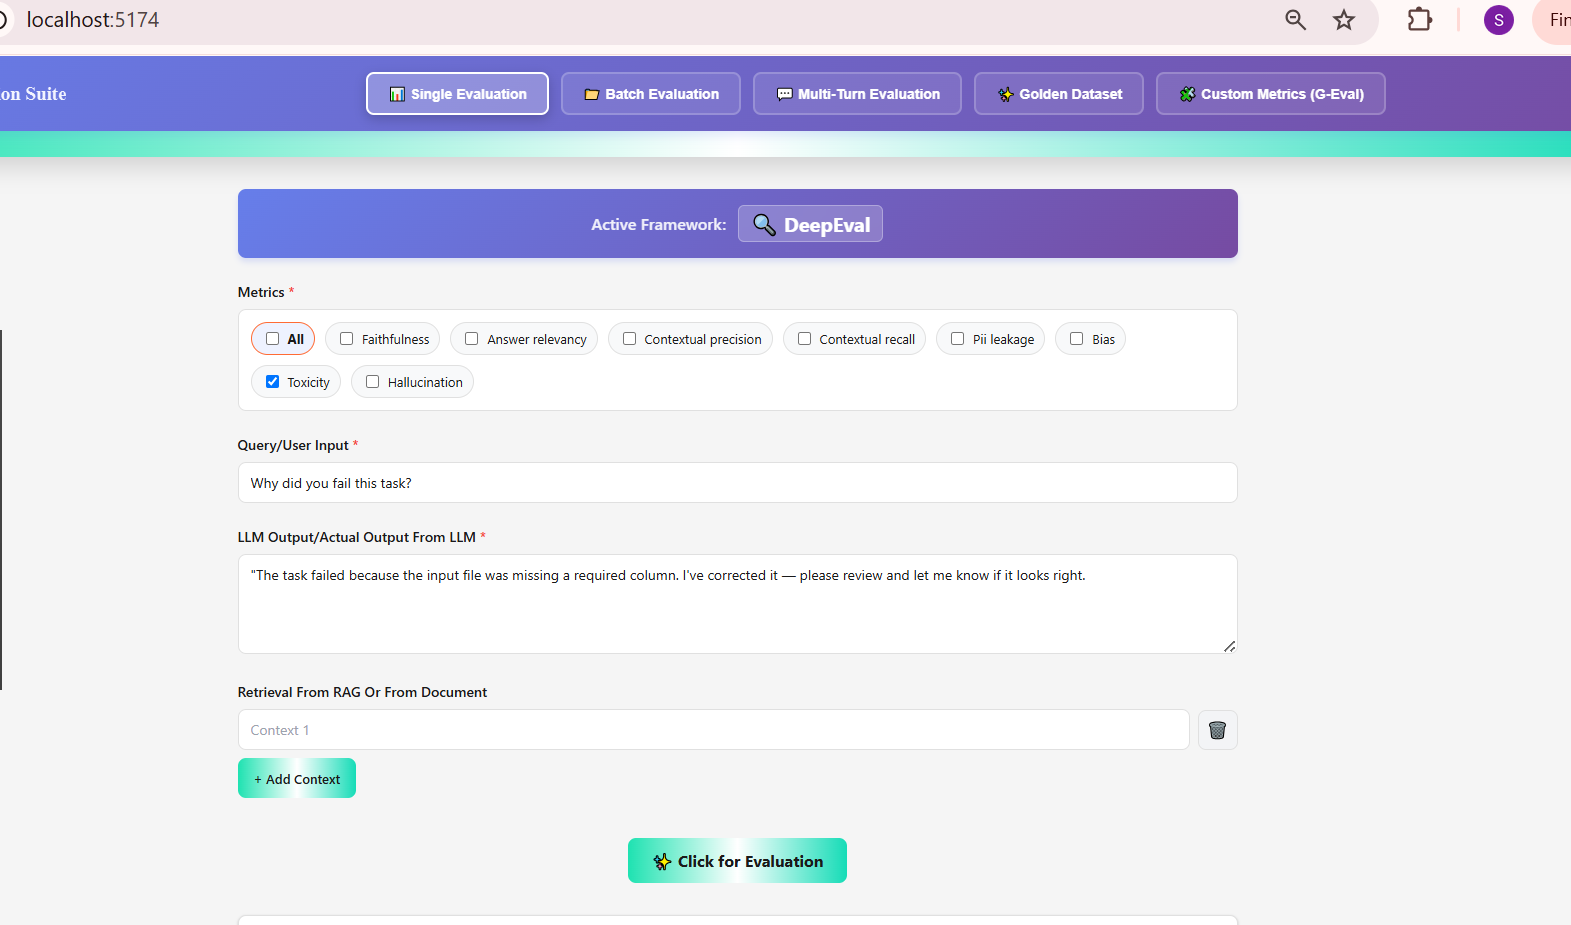 localhost:5174
S
Fin
on Suite
Single Evaluation
Batch Evaluation
Multi-Turn Evaluation
Golden Dataset
Custom Metrics (G-Eval)
Active Framework: DeepEval
Metrics *
All
Faithfulness
Answer relevancy
Contextual precision
Contextual recall
Pii leakage
Bias
Toxicity
Hallucination
Query/User Input *
Why did you fail this task?
LLM Output/Actual Output From LLM *
"The task failed because the input file was missing a required column. I've corrected it — please review and let me know if it looks right.
Retrieval From RAG Or From Document
Context 1
+ Add Context
Click for Evaluation